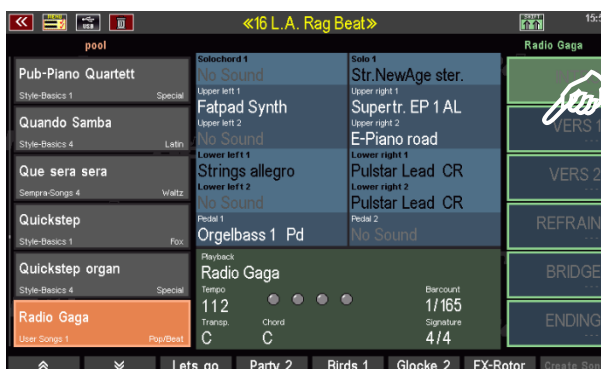 MENU
USB
«16 L.A. Rag Beat»
SHIFT
pool
Radio Gaga
Pub-Piano Quartett
Style-Basics 1 Special
Quando Samba
Style-Basics 4 Latin
Que sera sera
Sempra-Songs 4 Waltz
Quickstep
Style-Basics 1 Fox
Quickstep organ
Style-Basics 4 Special
Radio Gaga
User Songs 1 Pop/Beat
Solochord 1
No Sound
Solo 1
Str.NewAge ster.
Upper left 1
Fatpad Synth
Upper right 1
Supertr. EP 1 AL
Upper left 2
No Sound
Upper right 2
E-Piano road
Lower left 1
Strings allegro
Lower right 1
Pulstar Lead CR
Lower left 2
No Sound
Lower right 2
Pulstar Lead CR
Pedal 1
Orgelbass 1 Pd
Pedal 2
No Sound
Playback
Radio Gaga
Tempo
112
Barcount
1/165
Transp.
C
Chord
C
Signature
4/4
VERS 1
VERS 2
REFRAIN
BRIDGE
ENDING
Lets go Party 2 Birds 1 Glocke 2 FX-Rotor Create Son